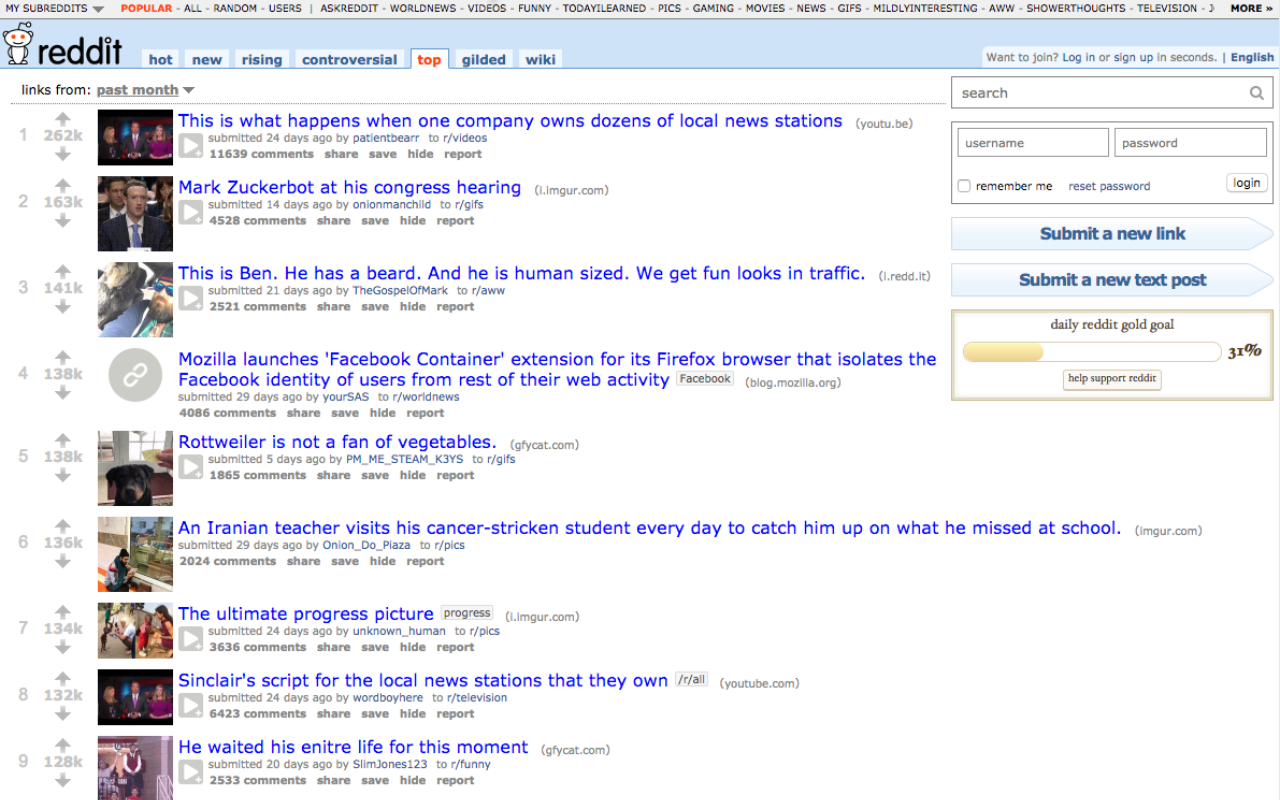 MY SUBREDDITS POPULAR - ALL - RANDOM - USERS | ASKREDDIT - WORLDNEWS - VIDEOS - FUNNY - TODAYILEARNED - PICS - GAMING - MOVIES - NEWS - GIFS - MILDLYINTERESTING - AWW - SHOWERTHOUGHTS - TELEVISION - MORE »
reddit hot new rising controversial top gilded wiki
Want to join? Log in or sign up in seconds. | English
links from: past month
1 262k
This is what happens when one company owns dozens of local news stations (youtu.be)
submitted 24 days ago by patientbearr to r/videos
11639 comments share save hide report
2 163k
Mark Zuckerbot at his congress hearing (i.imgur.com)
submitted 14 days ago by onionmanchild to r/gifs
4528 comments share save hide report
3 141k
This is Ben. He has a beard. And he is human sized. We get fun looks in traffic. (i.redd.it)
submitted 21 days ago by TheGospelOfMark to r/aww
2521 comments share save hide report
4 138k
Mozilla launches 'Facebook Container' extension for its Firefox browser that isolates the
Facebook identity of users from rest of their web activity Facebook (blog.mozilla.org)
submitted 29 days ago by yourSAS to r/worldnews
4086 comments share save hide report
5 138k
Rottweiler is not a fan of vegetables. (gfycat.com)
submitted 5 days ago by PM_ME_STEAM_K3YS to r/gifs
1865 comments share save hide report
6 136k
An Iranian teacher visits his cancer-stricken student every day to catch him up on what he missed at school. (imgur.com)
submitted 29 days ago by Onion_Do_Plaza to r/pics
2024 comments share save hide report
7 134k
The ultimate progress picture progress (i.imgur.com)
submitted 24 days ago by unknown_human to r/pics
3636 comments share save hide report
8 132k
Sinclair's script for the local news stations that they own /r/all (youtube.com)
submitted 24 days ago by wordboyhere to r/television
6423 comments share save hide report
9 128k
He waited his enitre life for this moment (gfycat.com)
submitted 20 days ago by SlimJones123 to r/funny
2533 comments share save hide report
search
username password
remember me reset password login
Submit a new link
Submit a new text post
daily reddit gold goal
31%
help support reddit